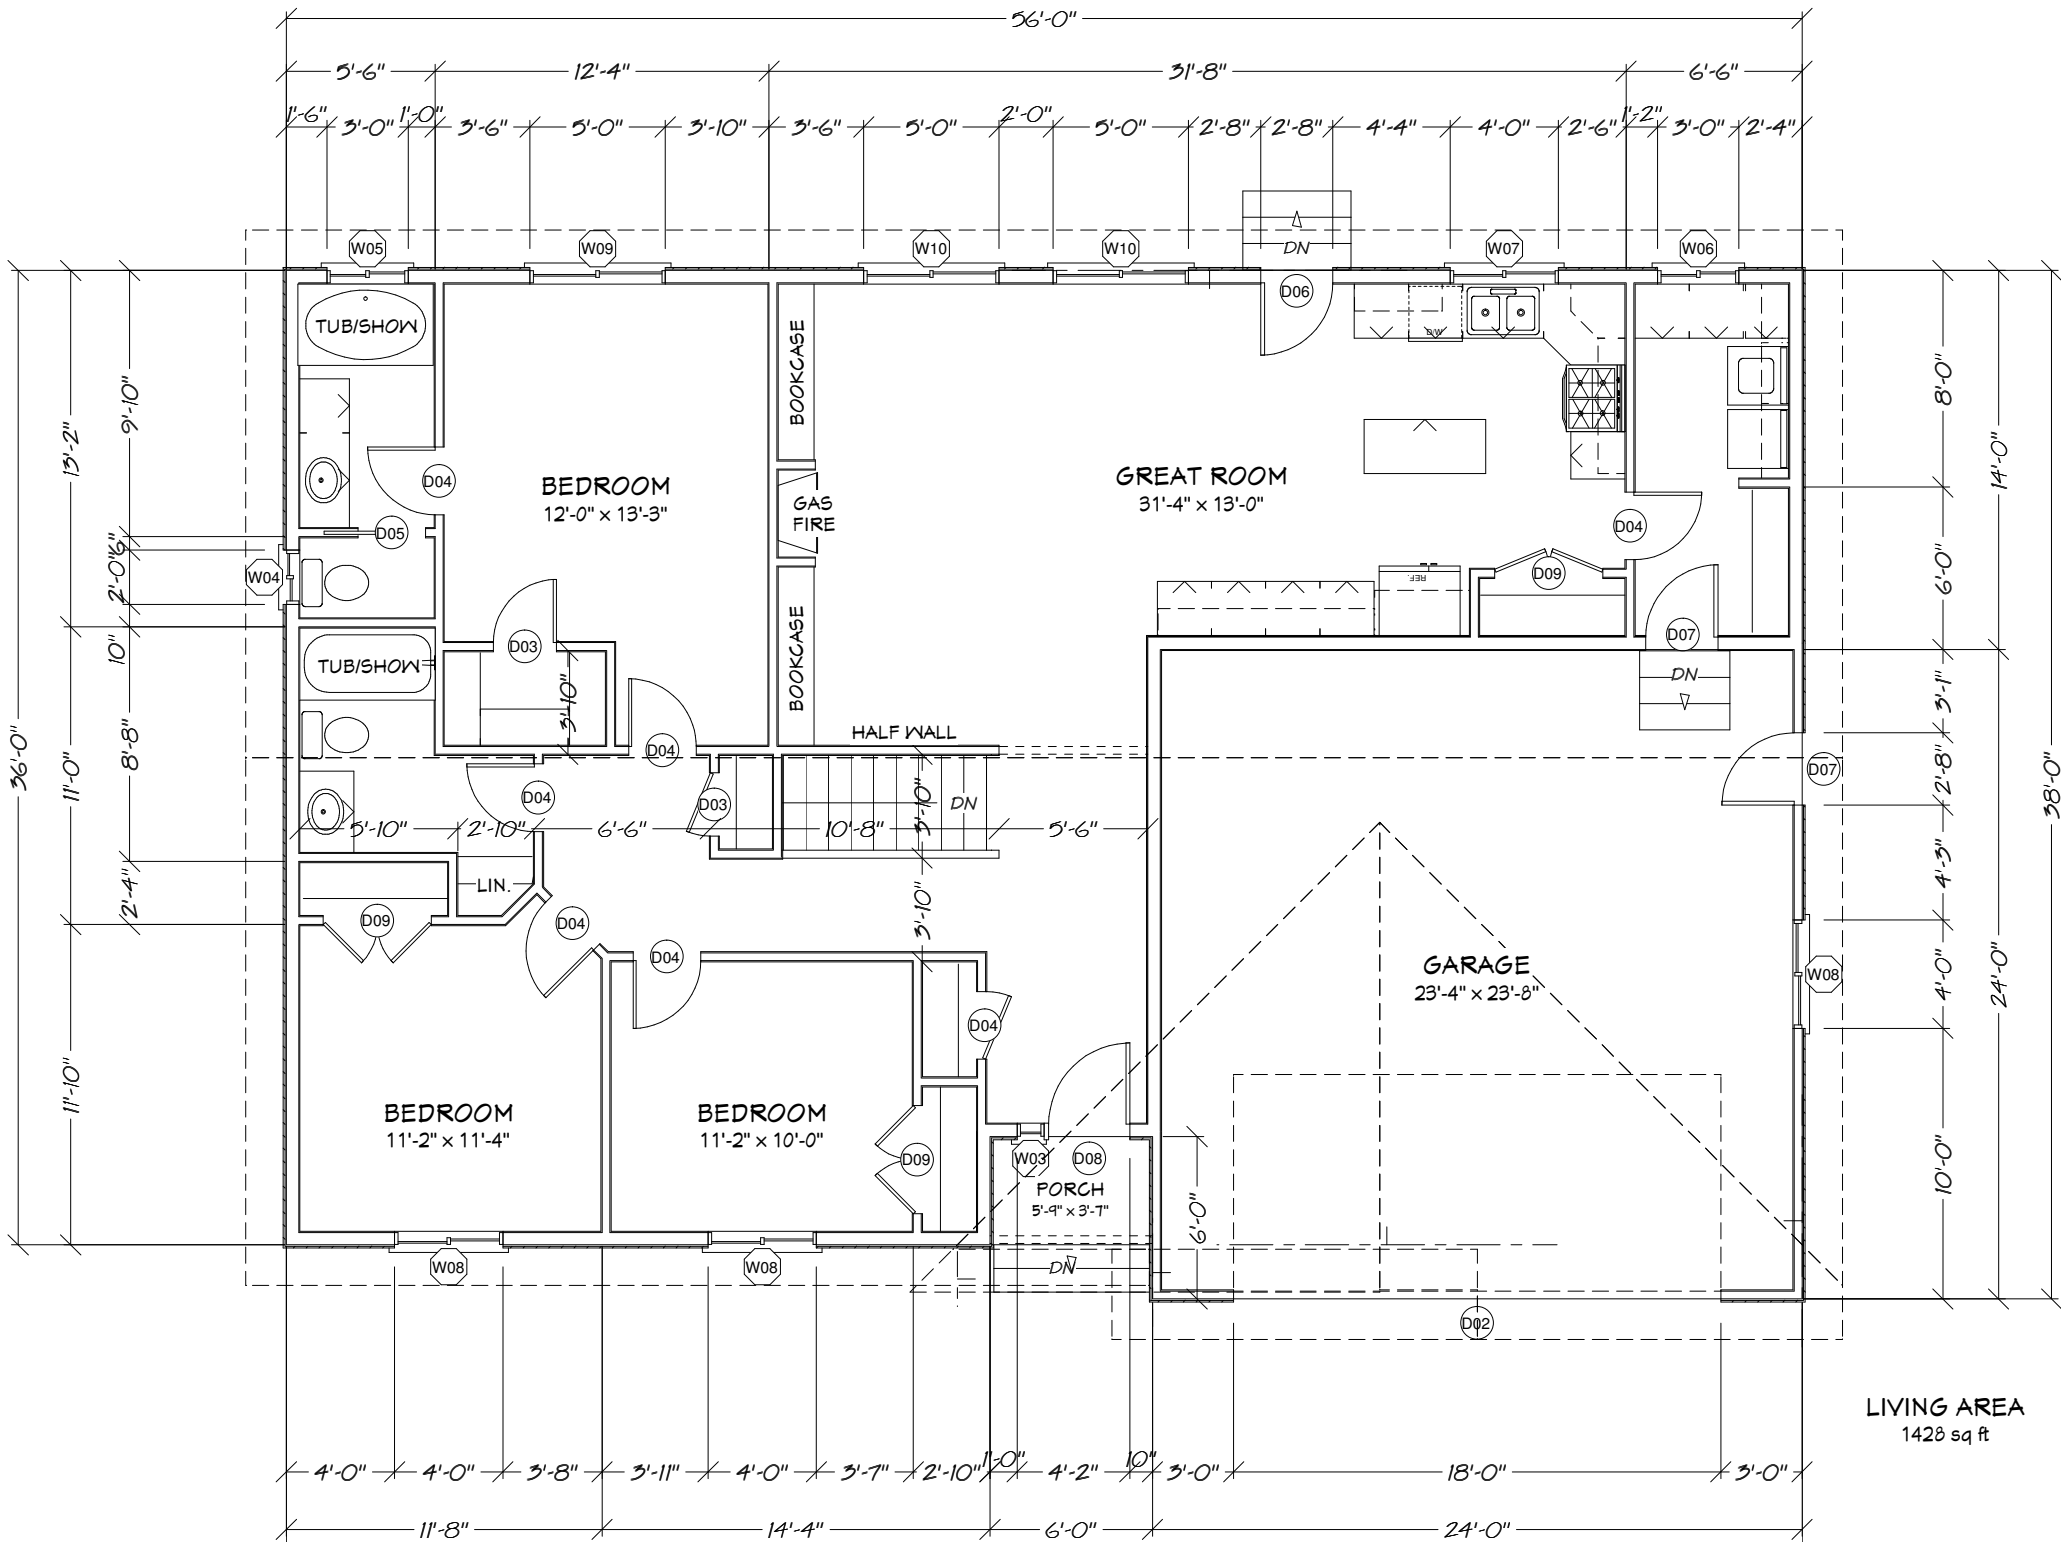 56'-0"
5'-6" 12'-4" 31'-8" 6'-6"
1'-6" 3'-0" 1'-0" 3'-6" 5'-0" 3'-10" 3'-6" 5'-0" 2'-0" 5'-0" 2'-8" 2'-8" 4'-4" 4'-0" 2'-6" 1'-2" 3'-0" 2'-4"
W05 W09 W10 W10 DN W07 W06
D06
TUB/SHOW
BOOKCASE
D/W
9'-10"
13'-2"
8'-0"
14'-0"
D04
BEDROOM
12'-0" x 13'-3"
GREAT ROOM
31'-4" x 13'-0"
GAS
FIRE
D05
D04
6"
2'-0"
W04
D09
REF.
6'-0"
D03
BOOKCASE
D07
10"
TUB/SHOW
3'-10"
DN
3'-1"
HALF WALL
D04
36'-0"
11'-0"
8'-8"
D04
D03
3'-10"
DN
D07
2'-8"
38'-0"
5'-10" 2'-10" 6'-6" 10'-8" 5'-6"
4'-3"
2'-4"
LIN.
D09
D04
3'-10"
D04
GARAGE
23'-4" x 23'-8"
W08
4'-0"
24'-0"
D04
11'-10"
BEDROOM
11'-2" x 11'-4"
BEDROOM
11'-2" x 10'-0"
D09
W03
D08
PORCH
5'-9" x 3'-7"
6'-0"
10'-0"
W08
W08
DN
D02
LIVING AREA
1428 sq ft
4'-0" 4'-0" 3'-8" 3'-11" 4'-0" 3'-7" 2'-10" 1'-0" 4'-2" 10" 3'-0" 18'-0" 3'-0"
11'-8" 14'-4" 6'-0" 24'-0"